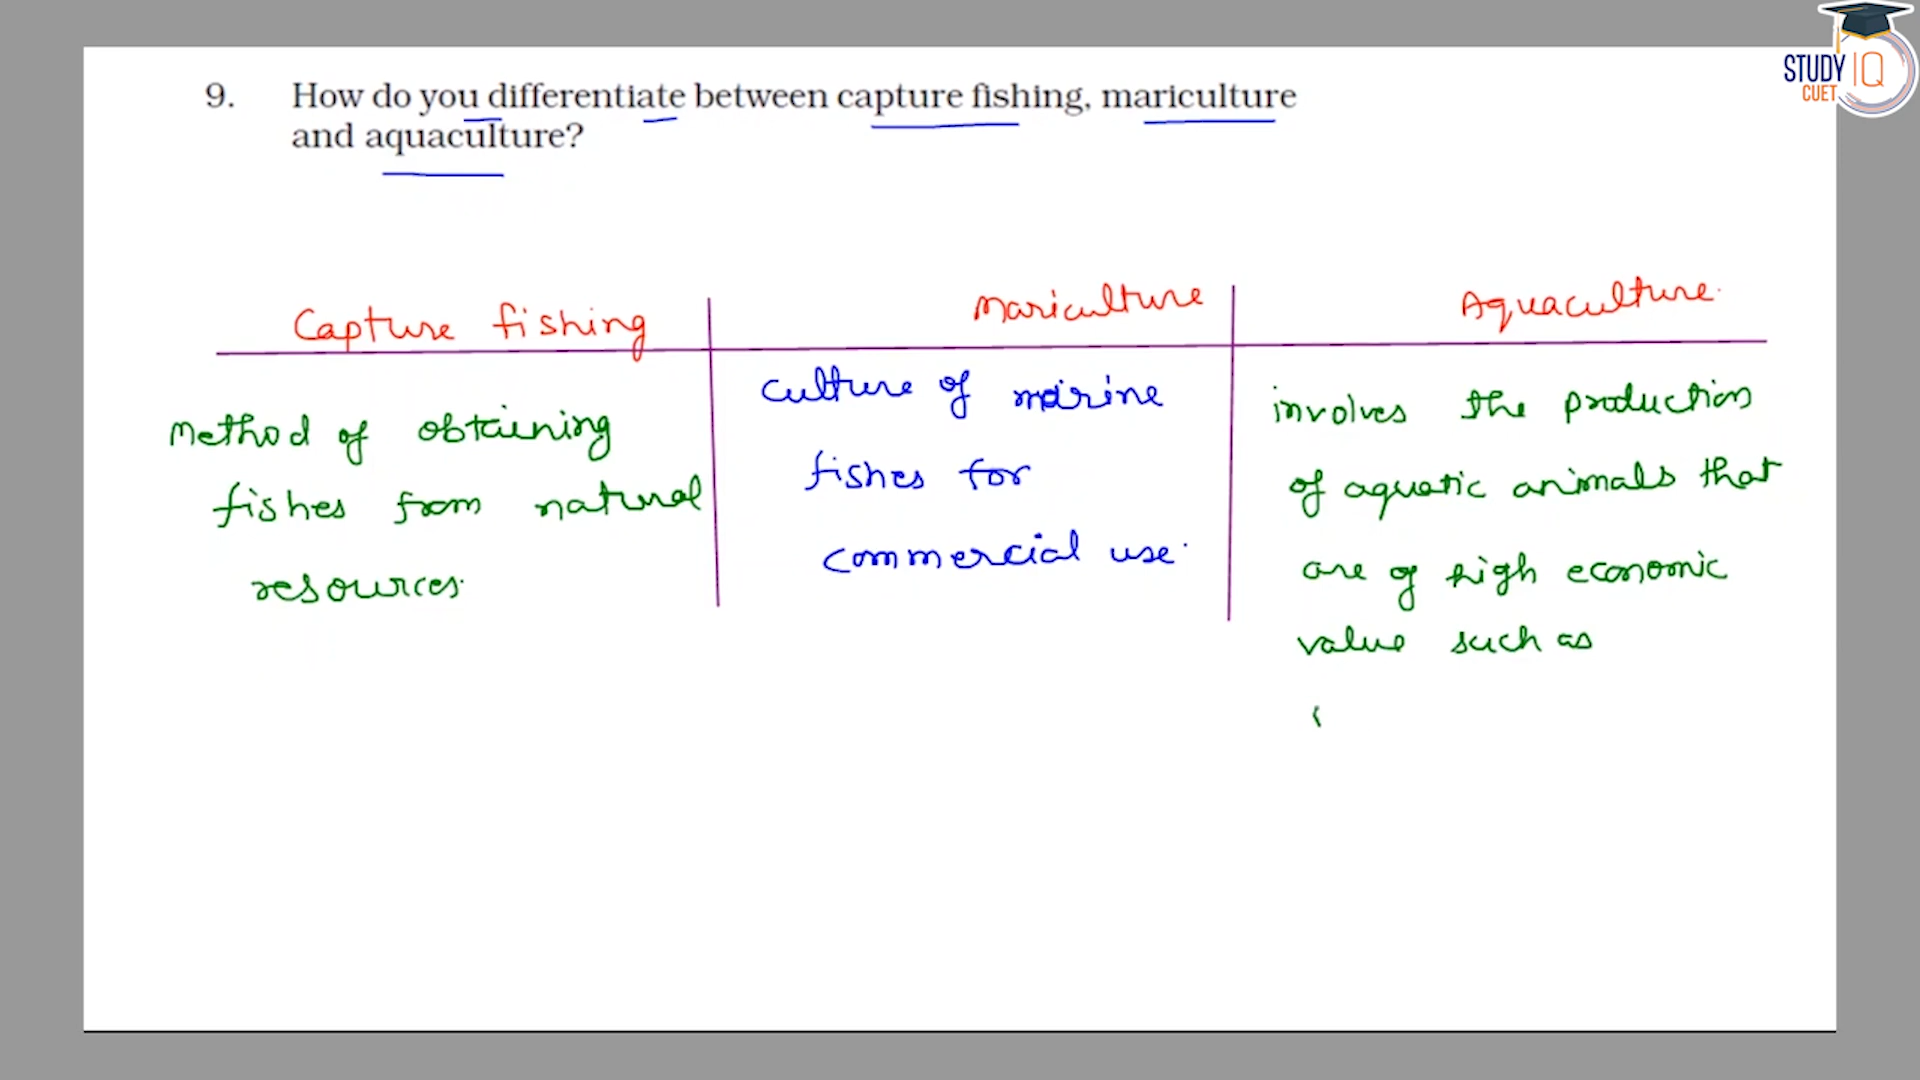 STUDY IQ
CUET
9. How do you differentiate between capture fishing, mariculture
and aquaculture?
Capture fishing
Method of obtaining
fishes from natural
resources.
Mariculture
culture of marine
fishes for
commercial use.
Aquaculture.
involves the production
of aquatic animals that
are of high economic
value such as